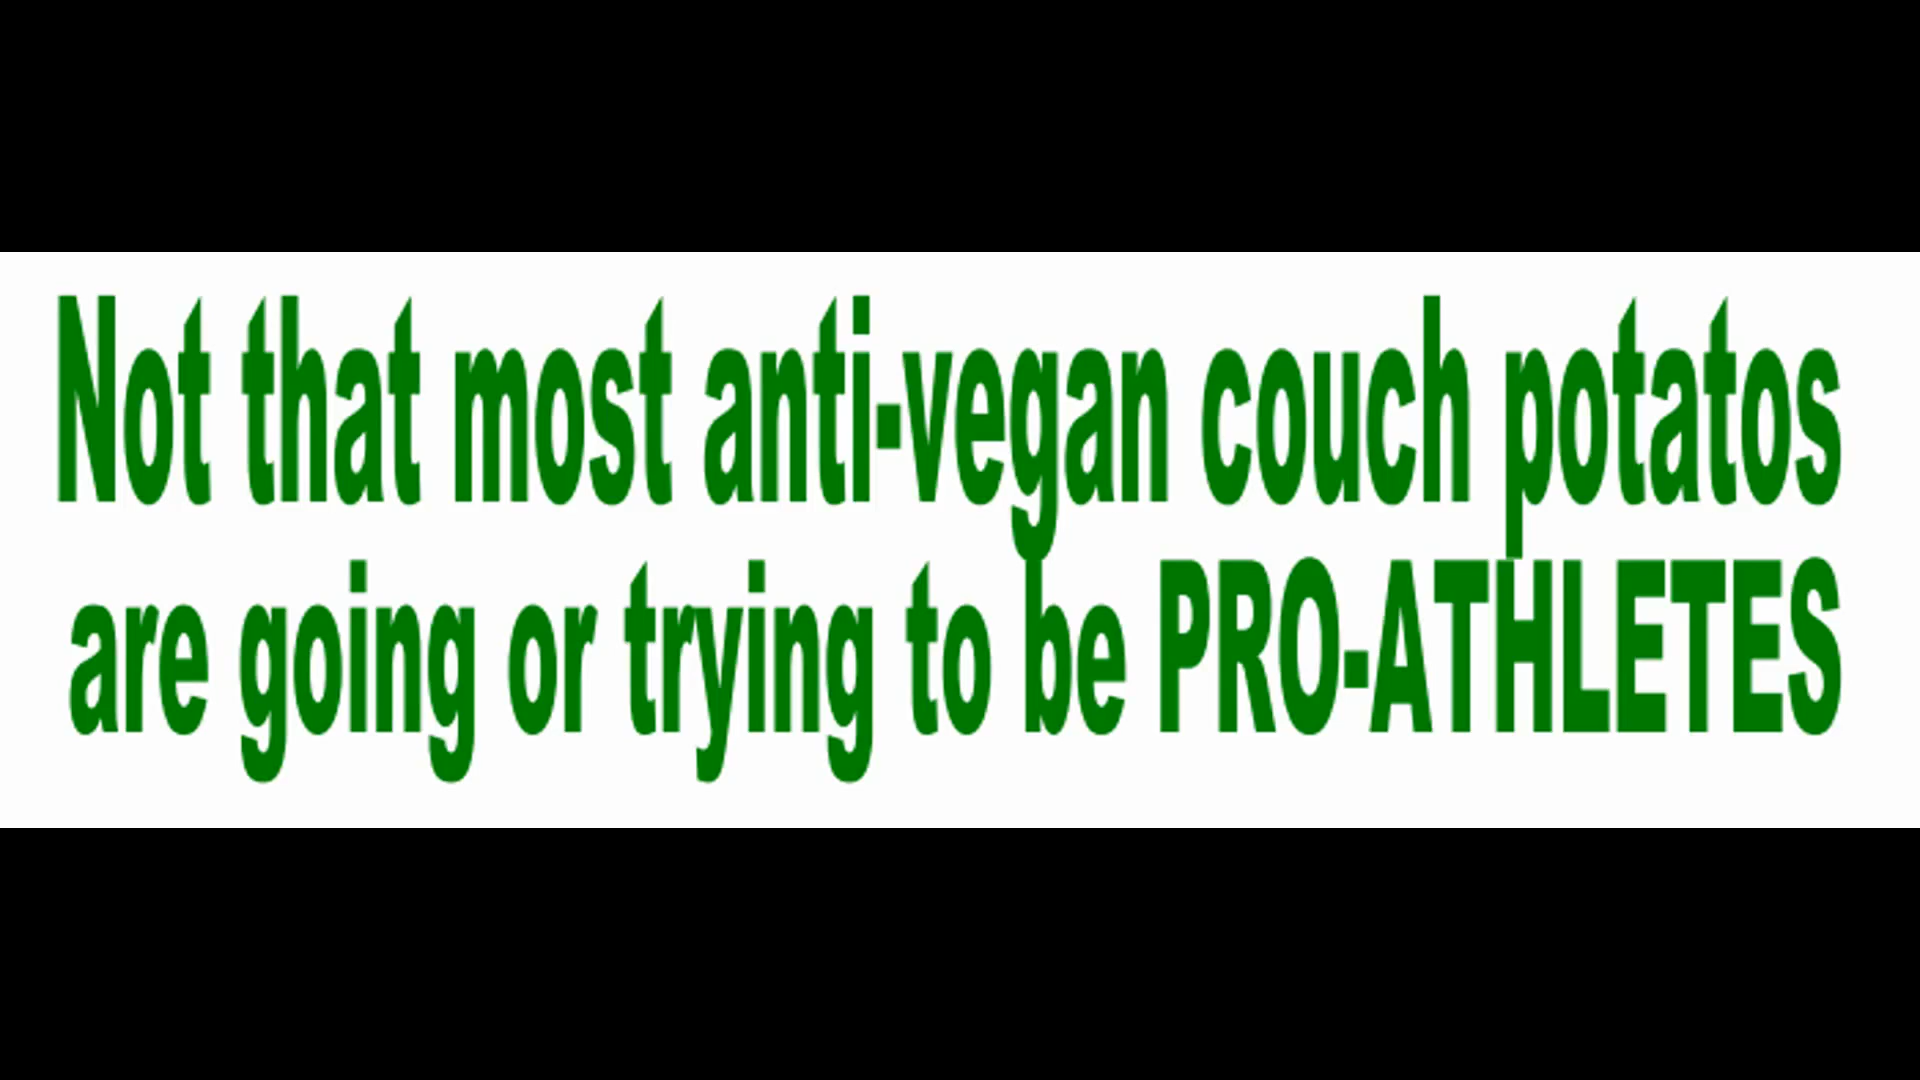 Not that most anti-vegan couch potatos
are going or trying to be PRO-ATHLETES